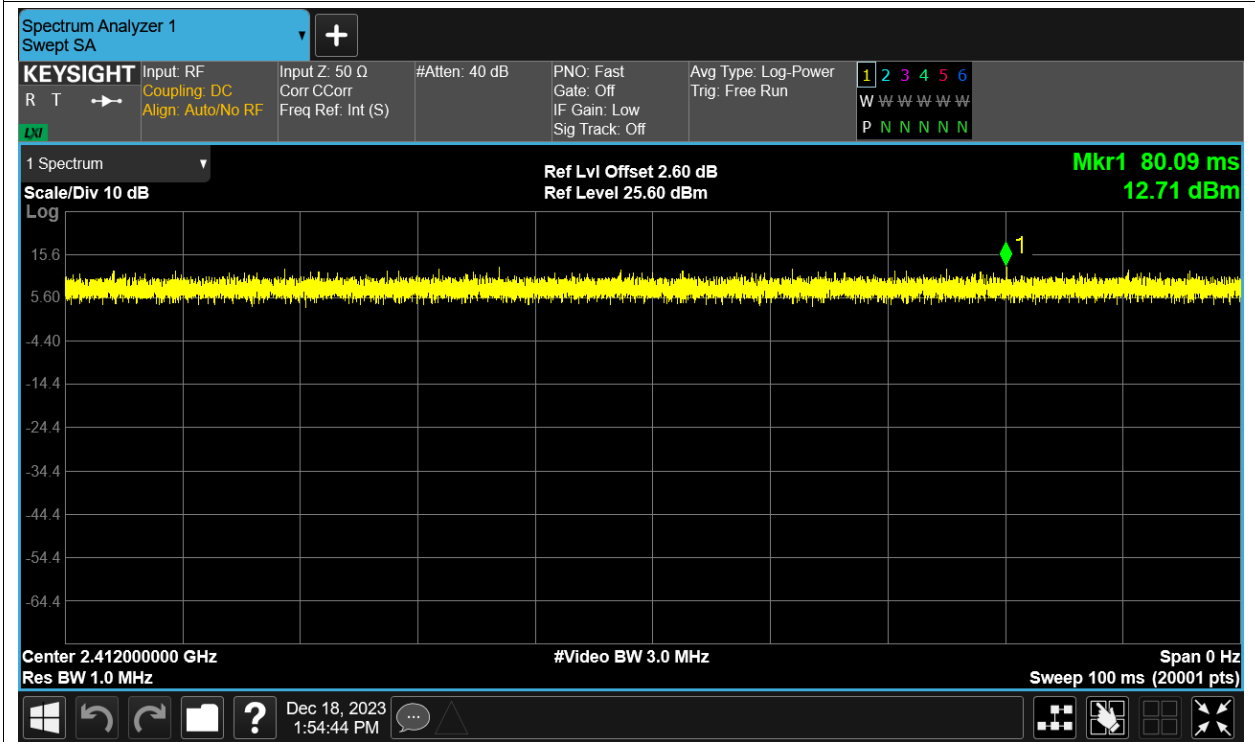 Spectrum Analyzer 1
Swept SA
KEYSIGHT
R T
LXI
Input: RF
Coupling: DC
Align: Auto/No RF
Input Z: 50 Ω
Corr CCorr
Freq Ref: Int (S)
#Atten: 40 dB
PNO: Fast
Gate: Off
IF Gain: Low
Sig Track: Off
Avg Type: Log-Power
Trig: Free Run
1 2 3 4 5 6
W W W W W W
P N N N N N
1 Spectrum
Scale/Div 10 dB
Log
Ref Lvl Offset 2.60 dB
Ref Level 25.60 dBm
Mkr1 80.09 ms
12.71 dBm
1
15.6
5.60
-4.40
-14.4
-24.4
-34.4
-44.4
-54.4
-64.4
Center 2.412000000 GHz
Res BW 1.0 MHz
#Video BW 3.0 MHz
Span 0 Hz
Sweep 100 ms (20001 pts)
?
Dec 18, 2023
1:54:44 PM